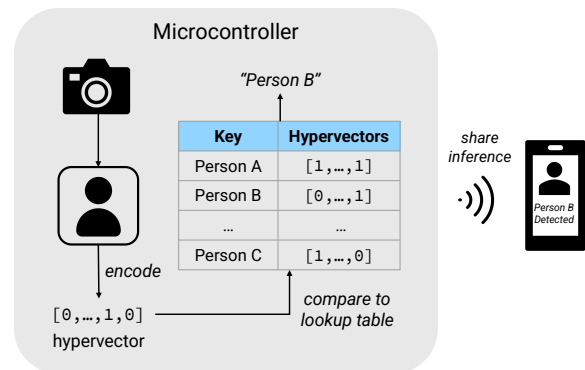 Microcontroller
“Person B”
Key Hypervectors
Person A [1,…,1]
Person B [0,…,1]
… …
Person C [1,…,0]
encode
[0,…,1,0]
hypervector
compare to
lookup table
share
inference
Person B
Detected